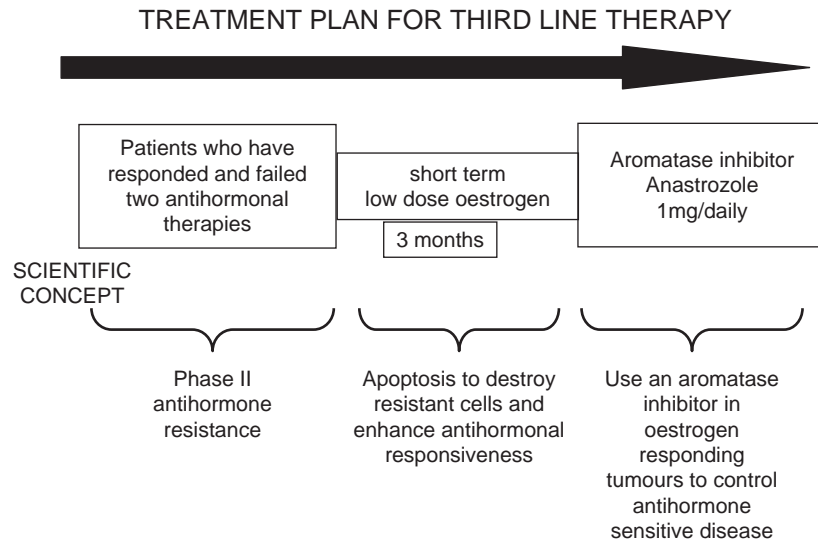 TREATMENT PLAN FOR THIRD LINE THERAPY
Patients who have
responded and failed
two antihormonal
therapies
short term
low dose oestrogen
3 months
Aromatase inhibitor
Anastrozole
1mg/daily
SCIENTIFIC
CONCEPT
Phase II
antihormone
resistance
Apoptosis to destroy
resistant cells and
enhance antihormonal
responsiveness
Use an aromatase
inhibitor in
oestrogen
responding
tumours to control
antihormone
sensitive disease